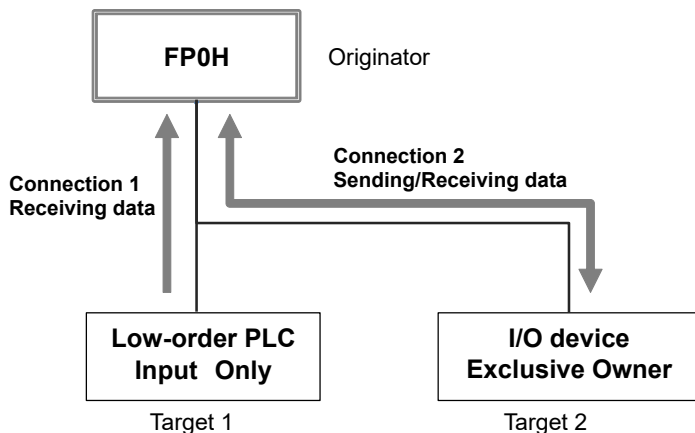 FP0H
Originator
Connection 1
Receiving data
Connection 2
Sending/Receiving data
Low-order PLC
Input Only
I/O device
Exclusive Owner
Target 1
Target 2